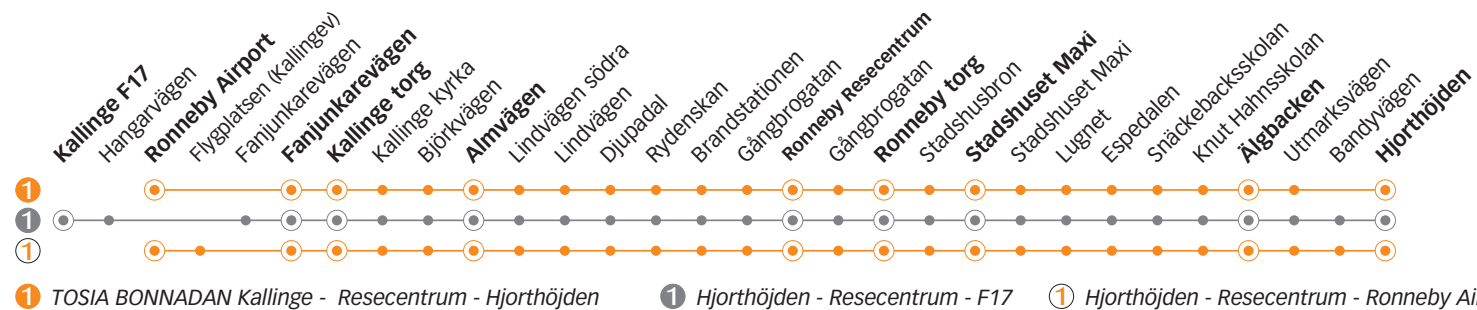 Kallinge F17
Hangarvägen
Ronneby Airport
Flygplatsen (Kallingev)
Fanjunkarevägen
Fanjunkarevägen
Kallinge torg
Kallinge Kyrka
Björkvägen
Almvägen
Lindvägen södra
Lindvägen
Djupadal
Rydenskan
Brandstationen
Gångbrogatan
Ronneby Resecentrum
Gångbrogatan
Ronneby torg
Stadshusbron
Stadshuset Maxi
Stadshuset Maxi
Lugnet
Espedalen
Snäckebacksskolan
Knut Hahnsskolan
Älgbacken
Utmarksvägen
Bandyvägen
Hjorthöjden
1
1
1
1 TOSIA BONNADAN Kallinge - Resecentrum - Hjorthöjden 1 Hjorthöjden - Resecentrum - F17 1 Hjorthöjden - Resecentrum - Ronneby Ai